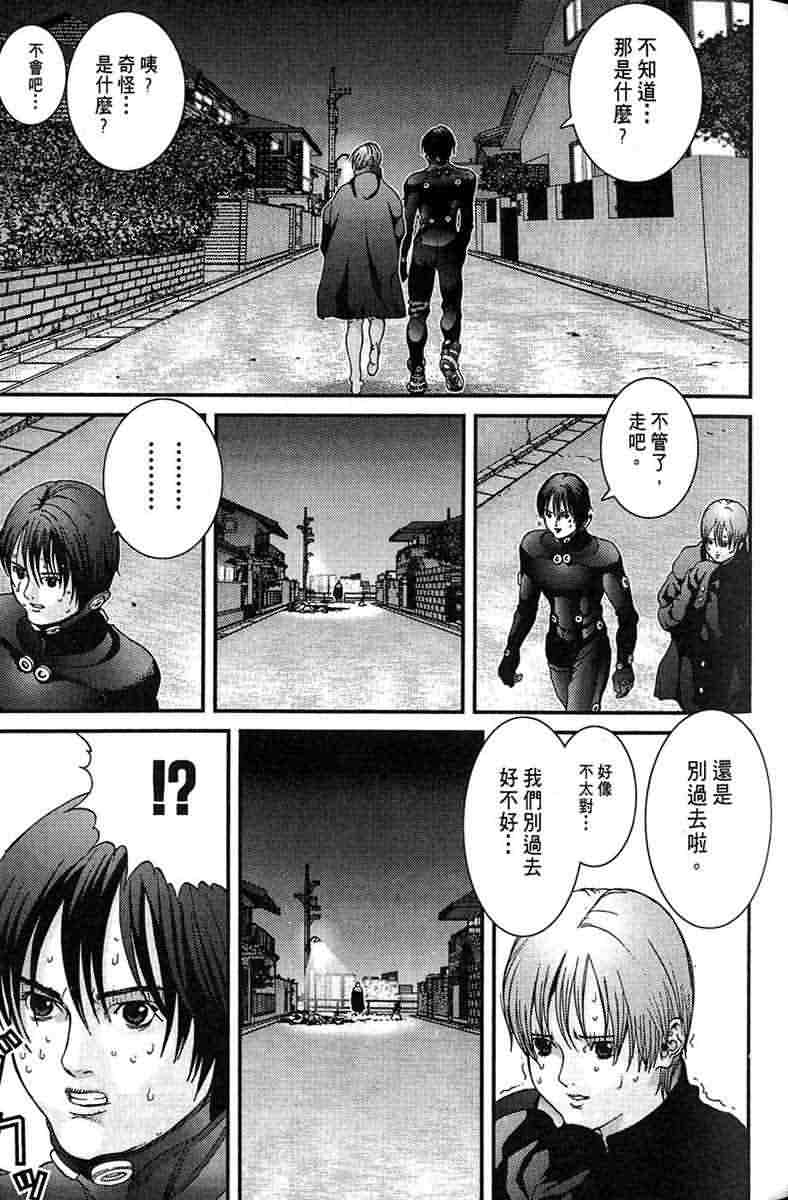 不知道…
那是什麼?
咦?
奇怪…
是什麼?
不會吧…
不管了，
走吧。
………
………
還是
別過去啦。
好像
不太對…
我們別過去
好不好…
!?